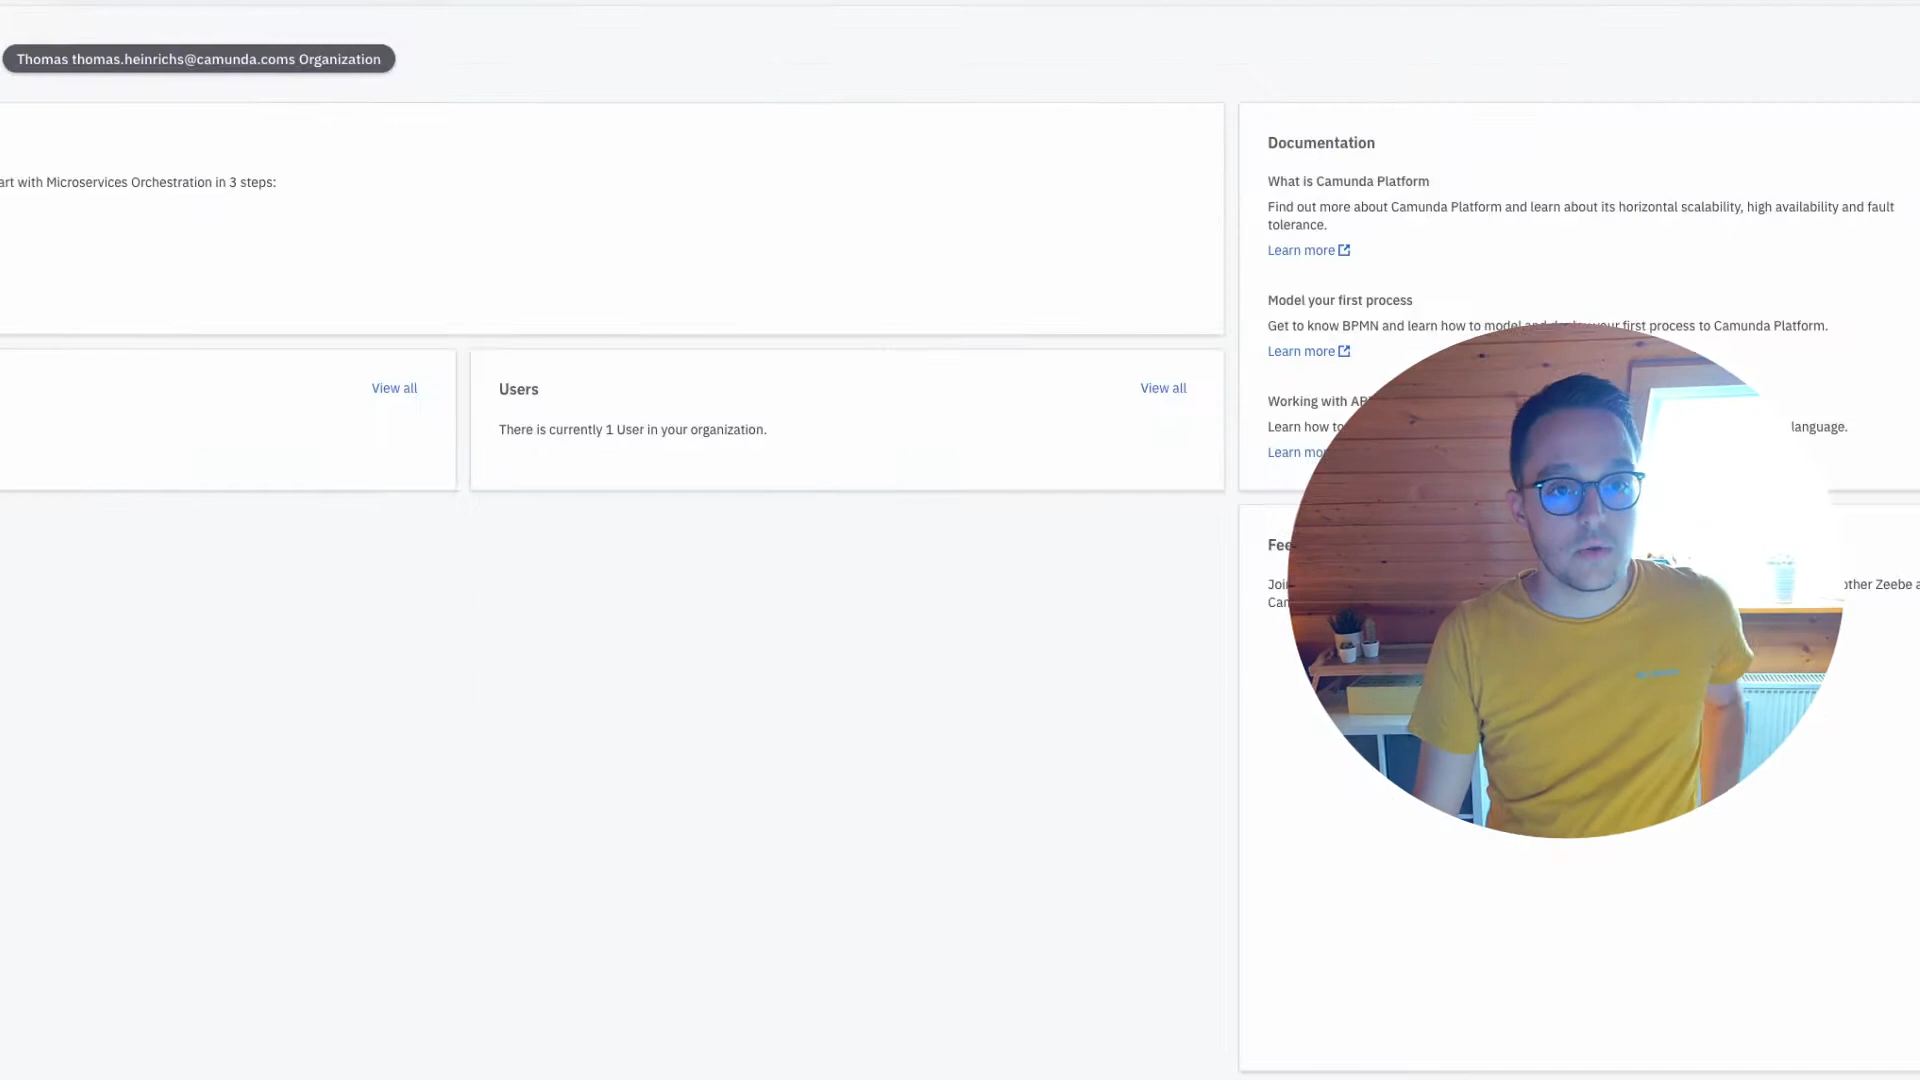 Thomas thomas.heinrichs@camunda.coms Organization
art with Microservices Orchestration in 3 steps:
View all
Users
View all
There is currently 1 User in your organization.
Documentation
What is Camunda Platform
Find out more about Camunda Platform and learn about its horizontal scalability, high availability and fault
tolerance.
Learn more
Model your first process
Get to know BPMN and learn how to model and deploy your first process to Camunda Platform.
Learn more
Working with
Learn how to
language.
Learn
other Zeebe